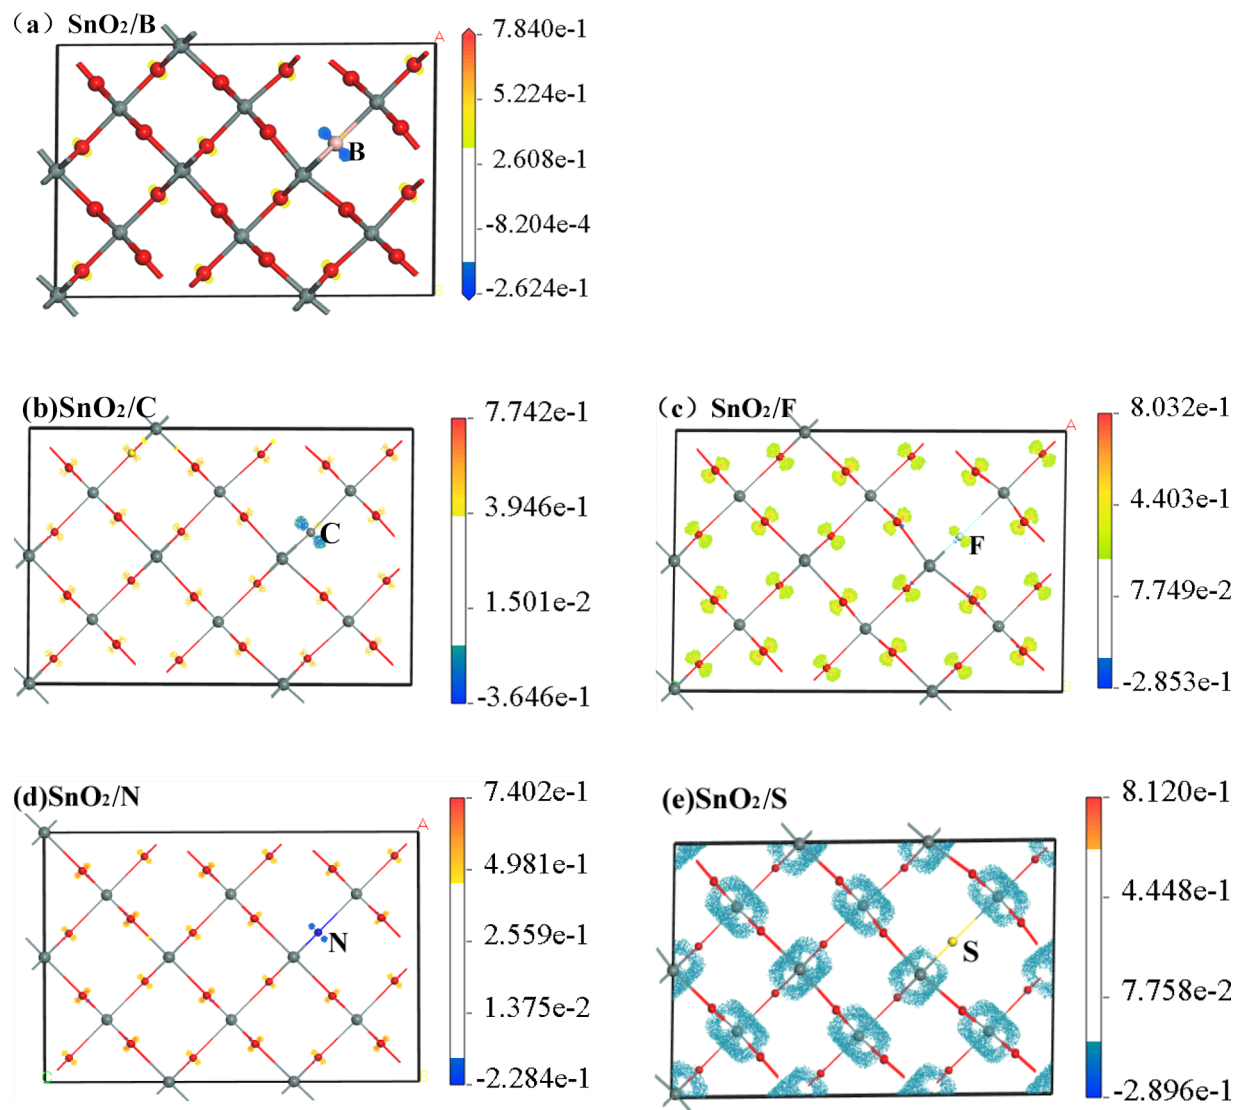 （a） SnO₂/B
A
7.840e-1
5.224e-1
2.608e-1
-8.204e-4
-2.624e-1
B
B
(b)SnO₂/C
7.742e-1
3.946e-1
1.501e-2
-3.646e-1
C
（c） SnO₂/F
A
8.032e-1
4.403e-1
7.749e-2
-2.853e-1
F
(d)SnO₂/N
A
7.402e-1
4.981e-1
2.559e-1
1.375e-2
-2.284e-1
N
C
B
(e)SnO₂/S
8.120e-1
4.448e-1
7.758e-2
-2.896e-1
S